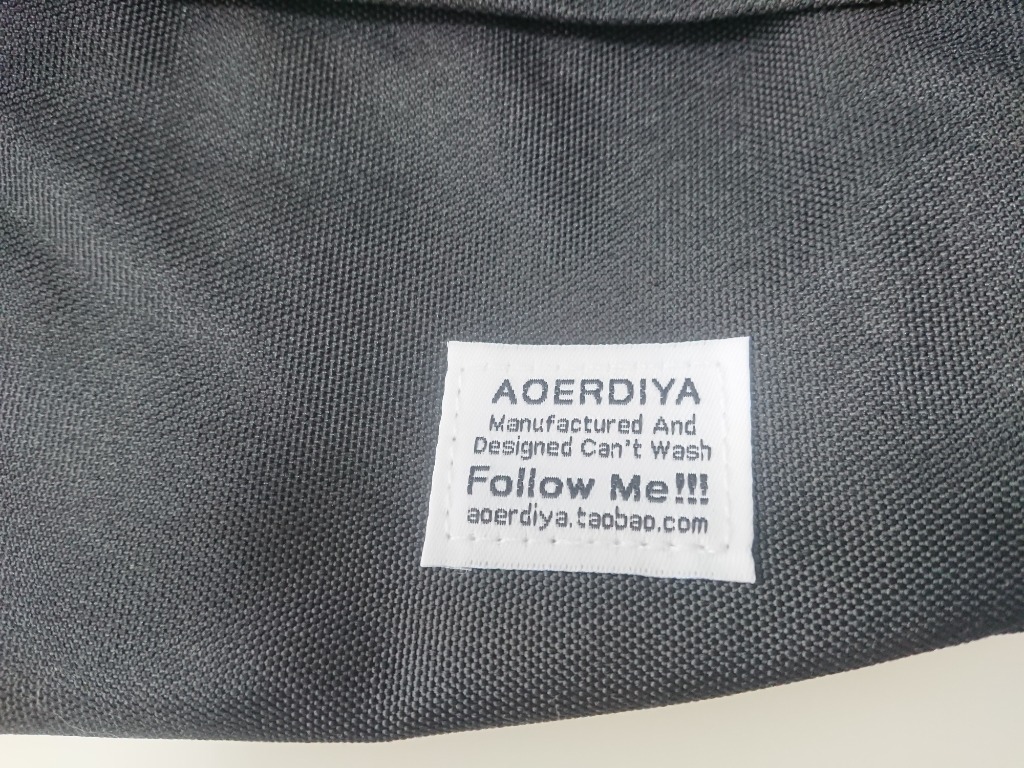 AOERDIYA
Manufactured And
Designed Can't Wash
Follow Me!!!
aoerdiya.taobao.com